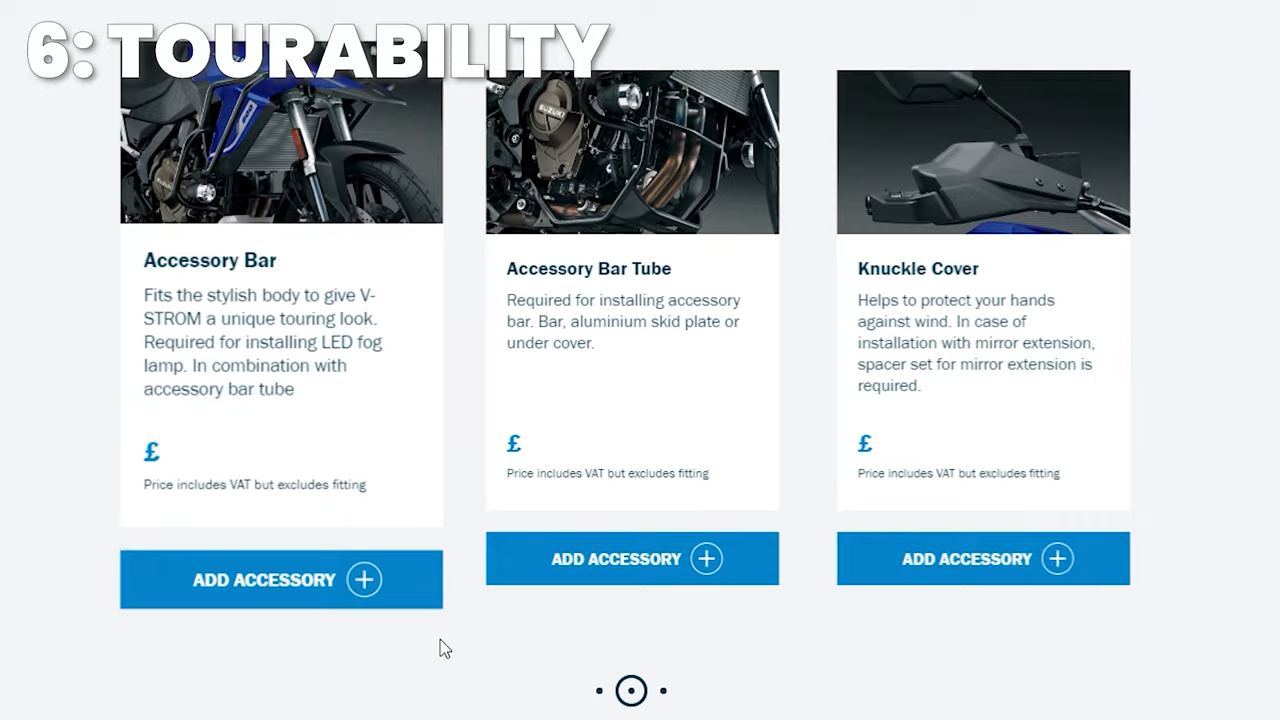 6: TOURABILITY
SUZUKI
Accessory Bar
Fits the stylish body to give V-
STROM a unique touring look.
Required for installing LED fog
lamp. In combination with
accessory bar tube
£
Price includes VAT but excludes fitting
ADD ACCESSORY
Accessory Bar Tube
Required for installing accessory
bar. Bar, aluminium skid plate or
under cover.
£
Price includes VAT but excludes fitting
ADD ACCESSORY
Knuckle Cover
Helps to protect your hands
against wind. In case of
installation with mirror extension,
spacer set for mirror extension is
required.
£
Price includes VAT but excludes fitting
ADD ACCESSORY